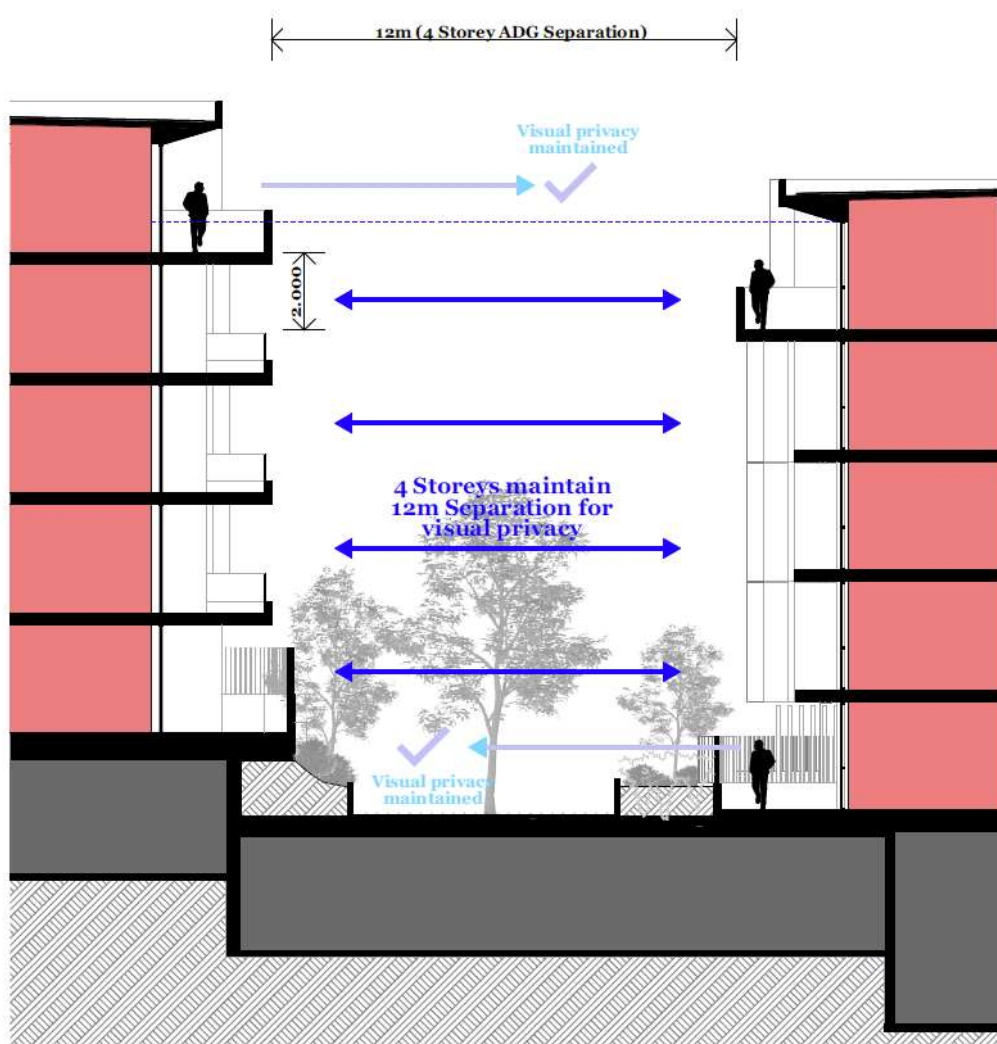 12m (4 Storey ADG Separation)
Visual privacy
maintained
2.000
4 Storeys maintain
12m Separation for
visual privacy
Visual privacy
maintained